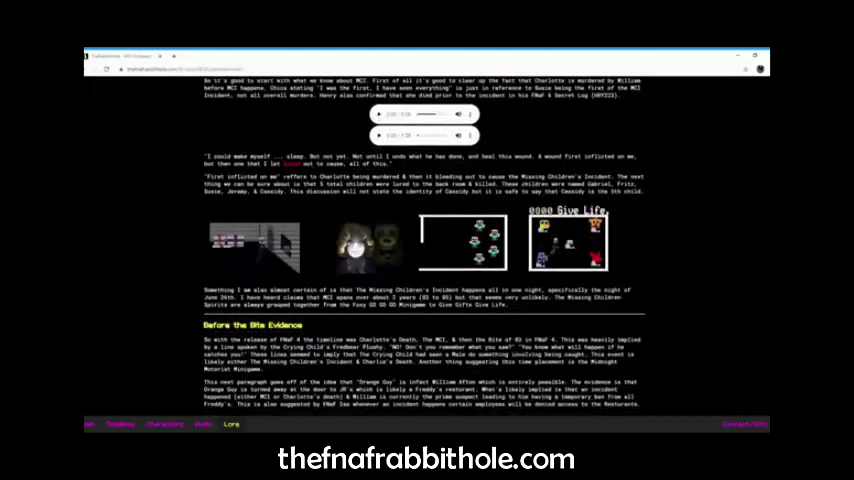 So it's good to start with what we know about MCI. First of all it's good to clear up the fact that Charlotte is murdered by William
before MCI happens, Chica stating "I was the first, I have seen everything" is just in reference to Susie being the first of the MCI
Incident, not all overall murders. Henry also confirmed that she died prior to the incident in his FNaF 6 Secret Log
"I could make myself ... sleep. But not yet. Not until I undo what he has done, and heal this wound. A wound first inflicted on me,
but then one that I let out to cause, all of this."
"First inflicted on me" reffers to Charlotte being murdered & then it bleeding out to cause the Missing Children's Incident. The next
thing we can be sure about is that 5 total children were lured to the back room & killed. These children were named Gabriel, Fritz,
Susie, Jeremy, & Cassidy. This discussion will not state the identity of Cassidy but it is safe to say that Cassidy is the 5th child.
0800 Give Life.
Something I am also almost certain of is that The Missing Children's Incident happens all in one night, specifically the night of
June 26th. I have heard claims that MCI spans over about 2 years (83 to 85) but that seems very unlikely. The Missing Children
Spirits are always grouped together from the Foxy GO GO GO Minigame to Give Gifts Give Life.
Before the Bite Evidence
So with the release of FNaF 4 the timeline was Charlotte's Death, The MCI, & then the Bite of 83 in FNaF 4. This was heavily implied
by a line spoken by the Crying Child's Fredbear Plushy. "NO! Don't you remember what you saw?" "You know what will happen if he
catches you!" These lines seemed to imply that The Crying Child had seen a Male do something involving being caught. This event is
likely either The Missing Children's Incident & Charlie's Death. Another thing suggesting this time placement is the Midnight
Motorist Minigame.
This next paragraph goes off of the idea that "Orange Guy" is infact William Afton which is entirely possible. The evidence is that
Orange Guy is turned away at the door to JR's which is likely a Freddy's resturant. What's likely implied is that an incident
happened (either MCI or Charlotte's death) & William is currently the prime suspect leading to him having a temporary ban from all
Freddy's. This is also suggested by FNaF 2as whenever an incident happens certain employees will be denied access to the Resturants.
Timelines Characters Audio Lore Contact/Info
thefnafrabbithole.com